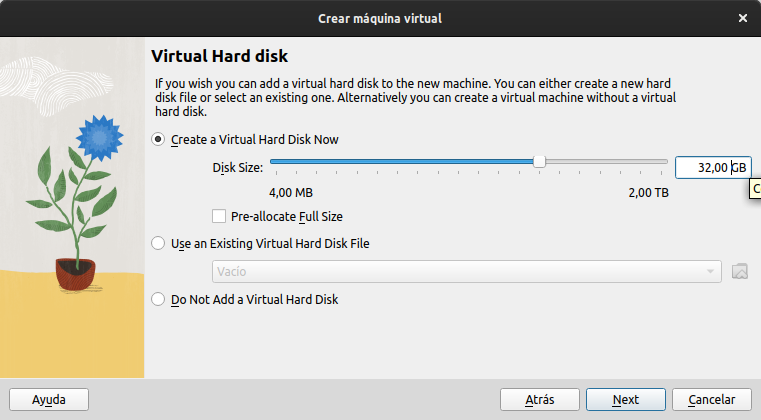 Crear máquina virtual
Virtual Hard disk
If you wish you can add a virtual hard disk to the new machine. You can either create a new hard
disk file or select an existing one. Alternatively you can create a virtual machine without a virtual
hard disk.
Create a Virtual Hard Disk Now
Disk Size:
32,00 GB
4,00 MB
2,00 TB
Pre-allocate Full Size
Use an Existing Virtual Hard Disk File
Vacío
Do Not Add a Virtual Hard Disk
Ayuda
Atrás
Next
Cancelar